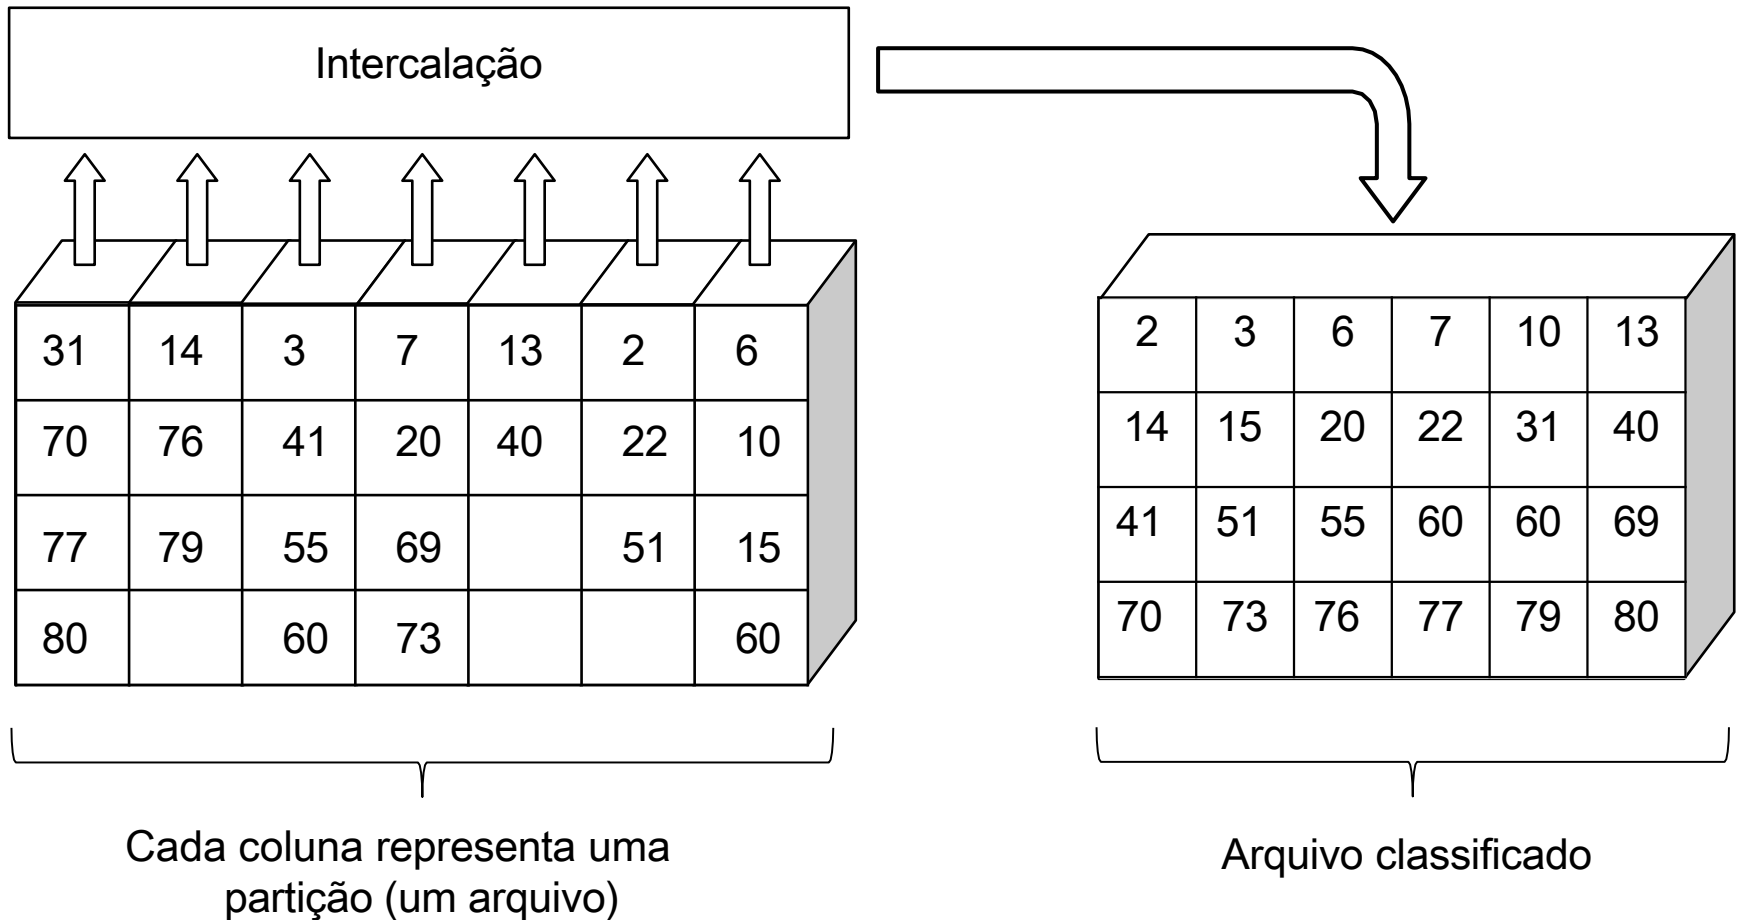 Intercalação
31 14 3 7 13 2 6
70 76 41 20 40 22 10
77 79 55 69 51 15
80 60 73 60
Cada coluna representa uma
partição (um arquivo)
2 3 6 7 10 13
14 15 20 22 31 40
41 51 55 60 60 69
70 73 76 77 79 80
Arquivo classificado